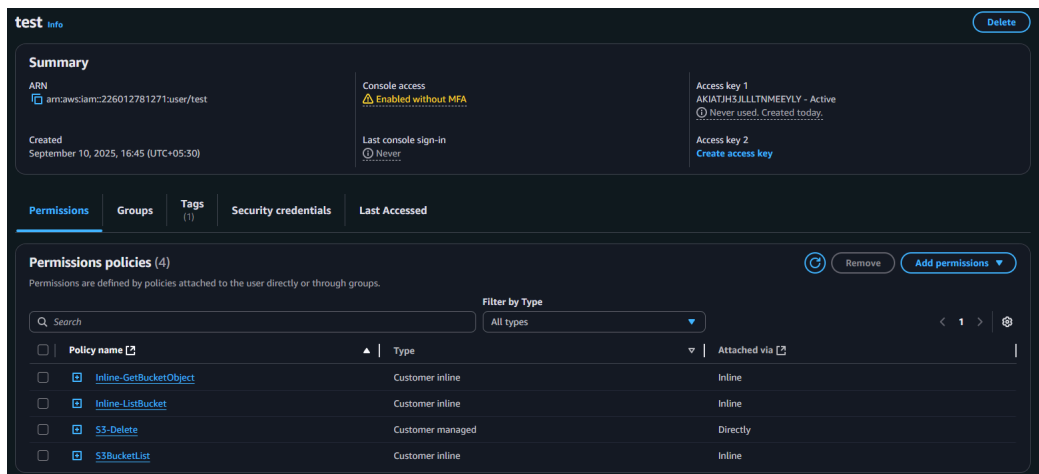 test Info
Delete
Summary
ARN
arn:aws:iam::226012781271:user/test
Console access
Enabled without MFA
Access key 1
AKIATJH3JLLLTNMEEYLY - Active
Never used. Created today.
Created
September 10, 2025, 16:45 (UTC+05:30)
Last console sign-in
Never
Access key 2
Create access key
Permissions
Groups
Tags
(1)
Security credentials
Last Accessed
Permissions policies (4)
Remove
Add permissions
Permissions are defined by policies attached to the user directly or through groups.
Filter by Type
Search
All types
1
Policy name
Type
Attached via
Inline-GetBucketObject
Customer inline
Inline
Inline-ListBucket
Customer inline
Inline
S3-Delete
Customer managed
Directly
S3BucketList
Customer inline
Inline